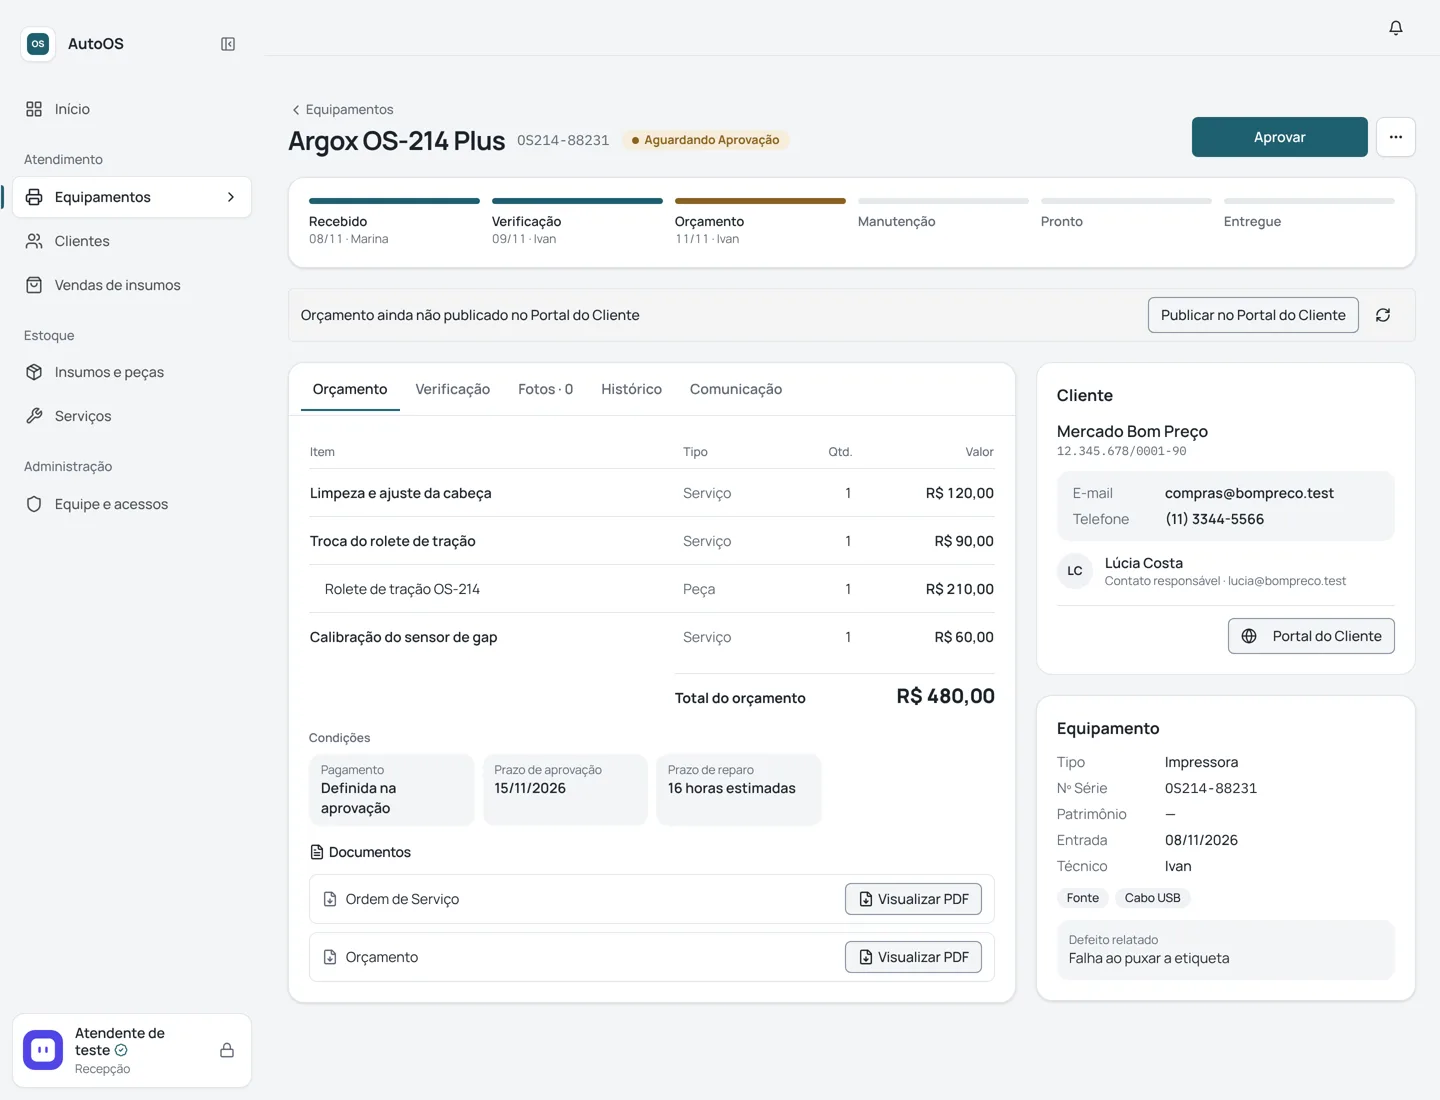 OS AutoOS
Início
Atendimento
Equipamentos
Clientes
Vendas de insumos
Estoque
Insumos e peças
Serviços
Administração
Equipe e acessos
Atendente de
teste
Recepção
Equipamentos
Argox OS-214 Plus OS214-88231 Aguardando Aprovação
Aprovar
Recebido
08/11 · Marina
Verificação
09/11 · Ivan
Orçamento
11/11 · Ivan
Manutenção
Pronto
Entregue
Orçamento ainda não publicado no Portal do Cliente
Publicar no Portal do Cliente
Orçamento Verificação Fotos · 0 Histórico Comunicação
Item Tipo Qtd. Valor
Limpeza e ajuste da cabeça Serviço 1 R$ 120,00
Troca do rolete de tração Serviço 1 R$ 90,00
Rolete de tração OS-214 Peça 1 R$ 210,00
Calibração do sensor de gap Serviço 1 R$ 60,00
Total do orçamento R$ 480,00
Condições
Pagamento
Definida na
aprovação
Prazo de aprovação
15/11/2026
Prazo de reparo
16 horas estimadas
Documentos
Ordem de Serviço Visualizar PDF
Orçamento Visualizar PDF
Cliente
Mercado Bom Preço
12.345.678/0001-90
E-mail compras@bompreco.test
Telefone (11) 3344-5566
LC
Lúcia Costa
Contato responsável · lucia@bompreco.test
Portal do Cliente
Equipamento
Tipo Impressora
Nº Série OS214-88231
Patrimônio —
Entrada 08/11/2026
Técnico Ivan
Fonte Cabo USB
Defeito relatado
Falha ao puxar a etiqueta